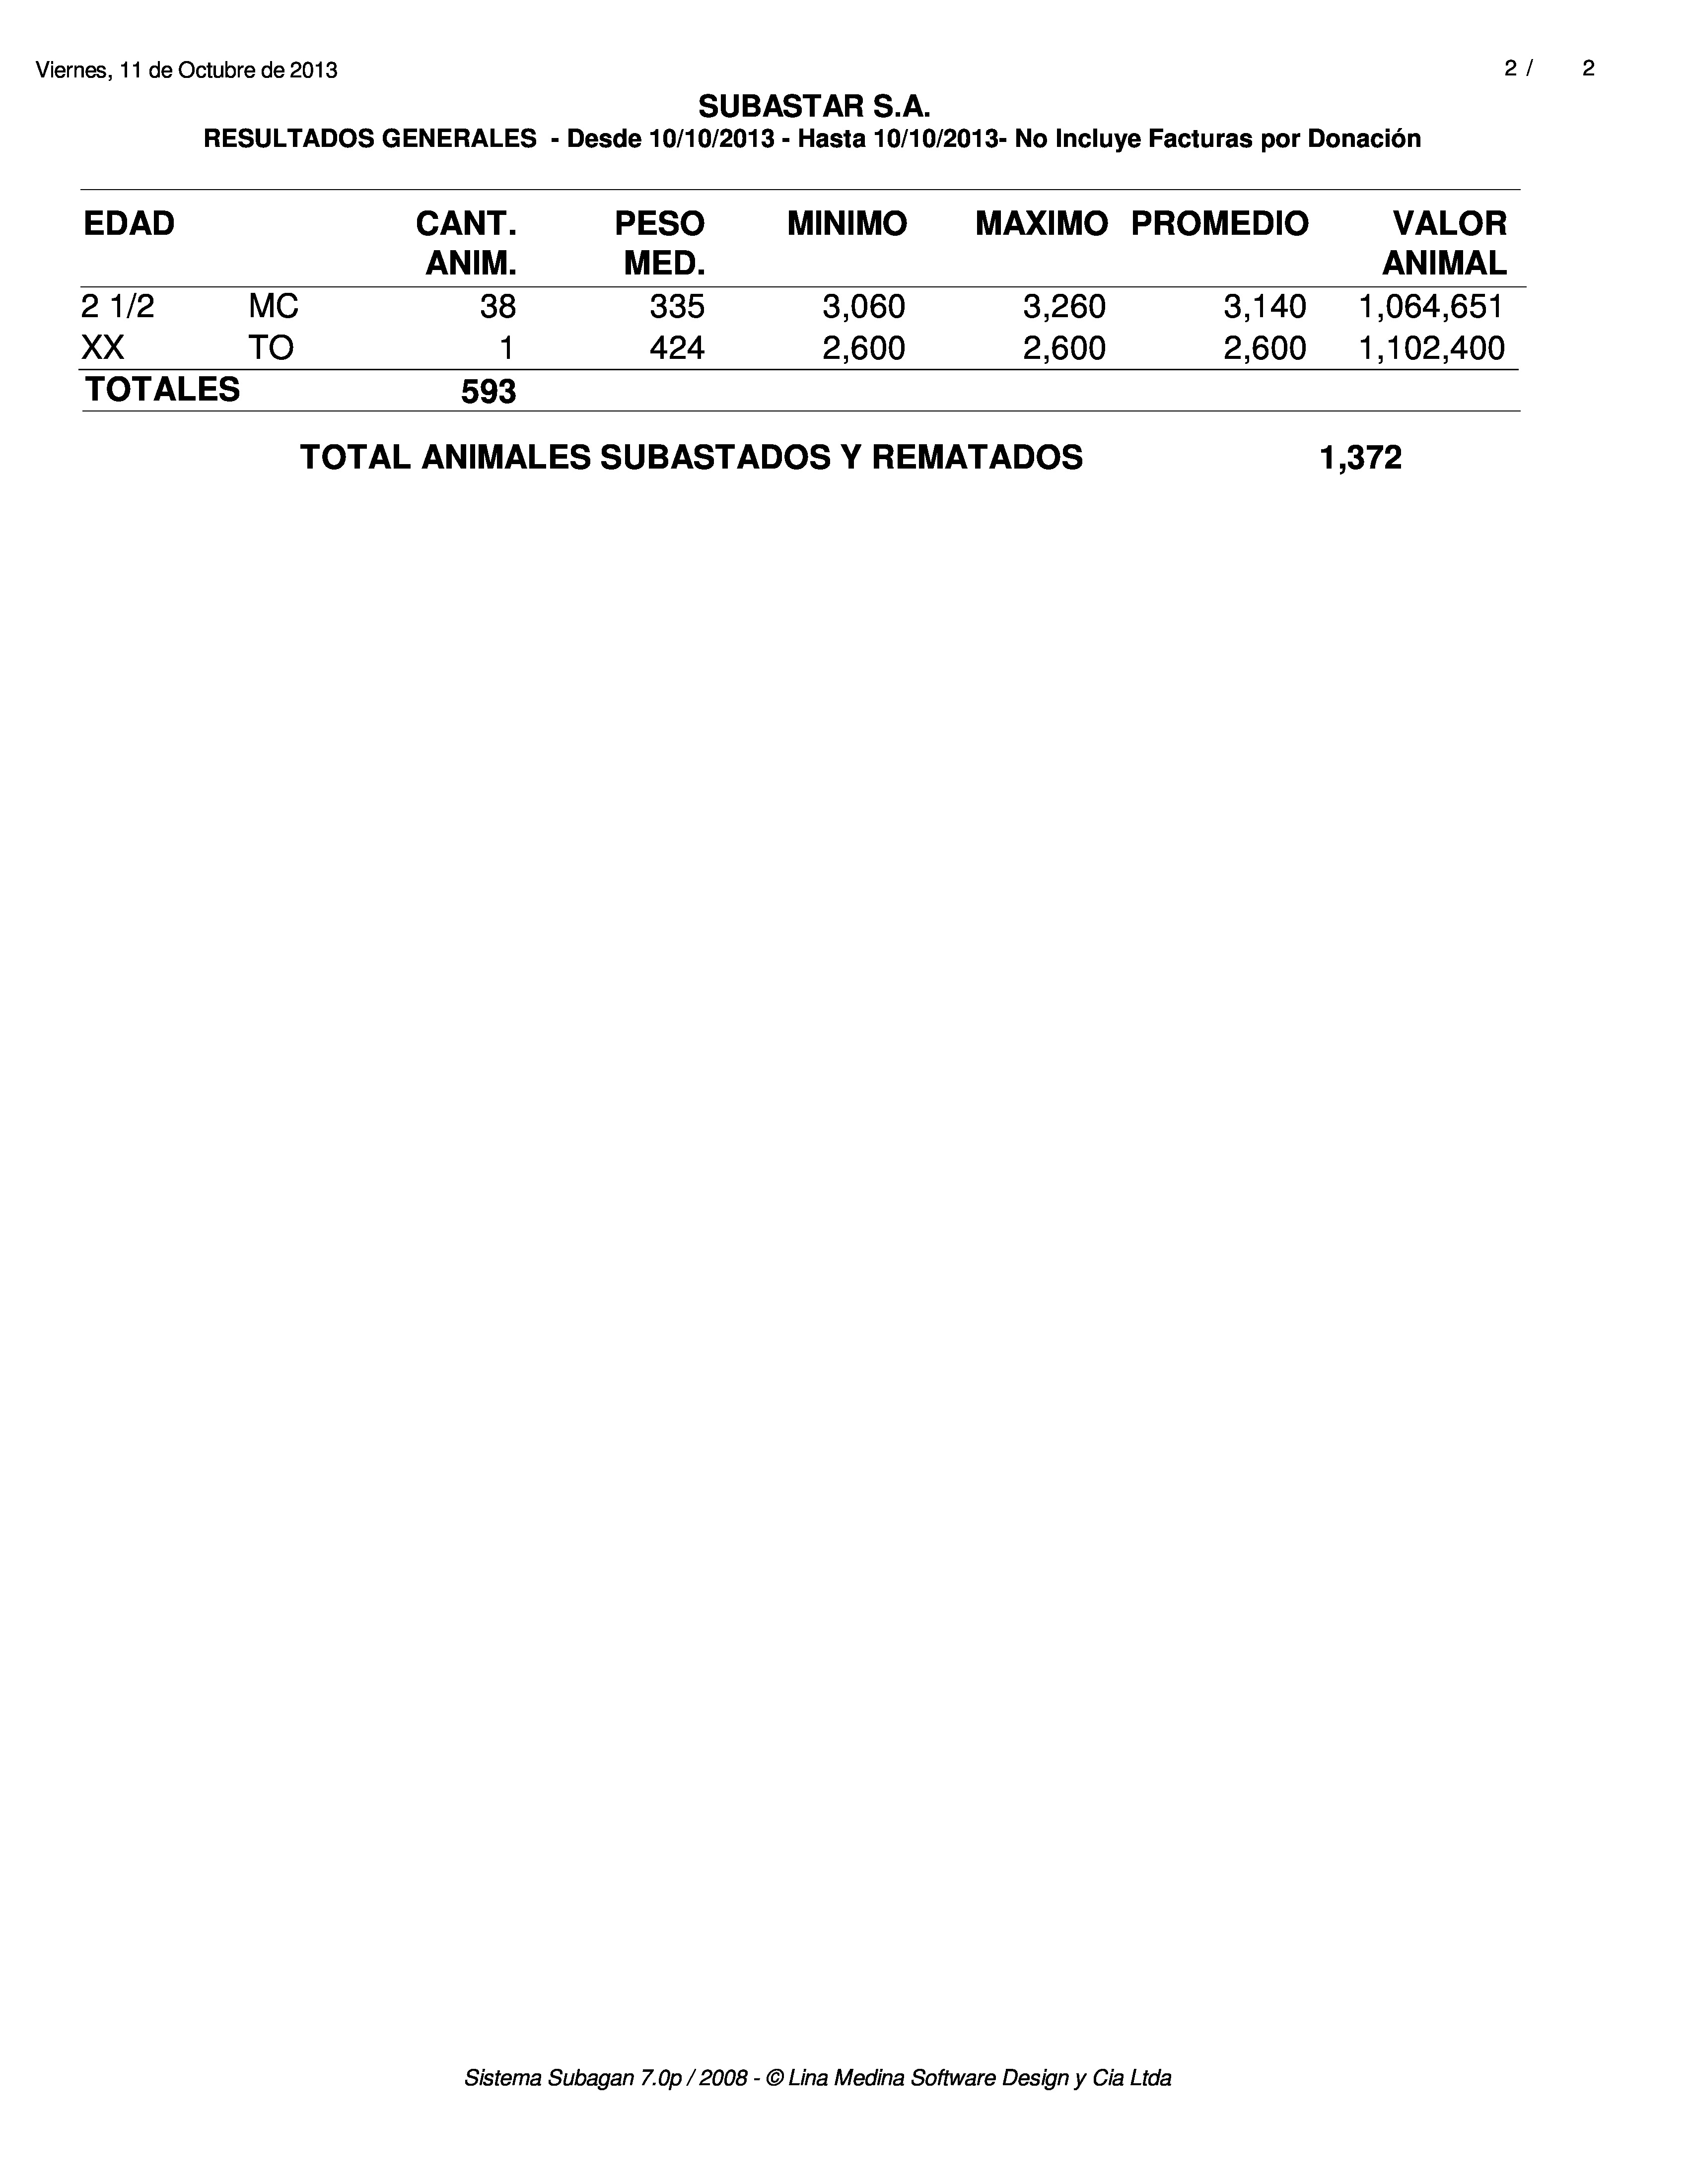 Viernes, 11 de Octubre de 2013 2 / 2
SUBASTAR S.A.
RESULTADOS GENERALES - Desde 10/10/2013 - Hasta 10/10/2013- No Incluye Facturas por Donación
EDAD CANT. PESO MINIMO MAXIMO PROMEDIO VALOR
ANIM. MED. ANIMAL
2 1/2 MC 38 335 3,060 3,260 3,140 1,064,651
XX TO 1 424 2,600 2,600 2,600 1,102,400
TOTALES 593
TOTAL ANIMALES SUBASTADOS Y REMATADOS 1,372
Sistema Subagan 7.0p / 2008 - © Lina Medina Software Design y Cia Ltda